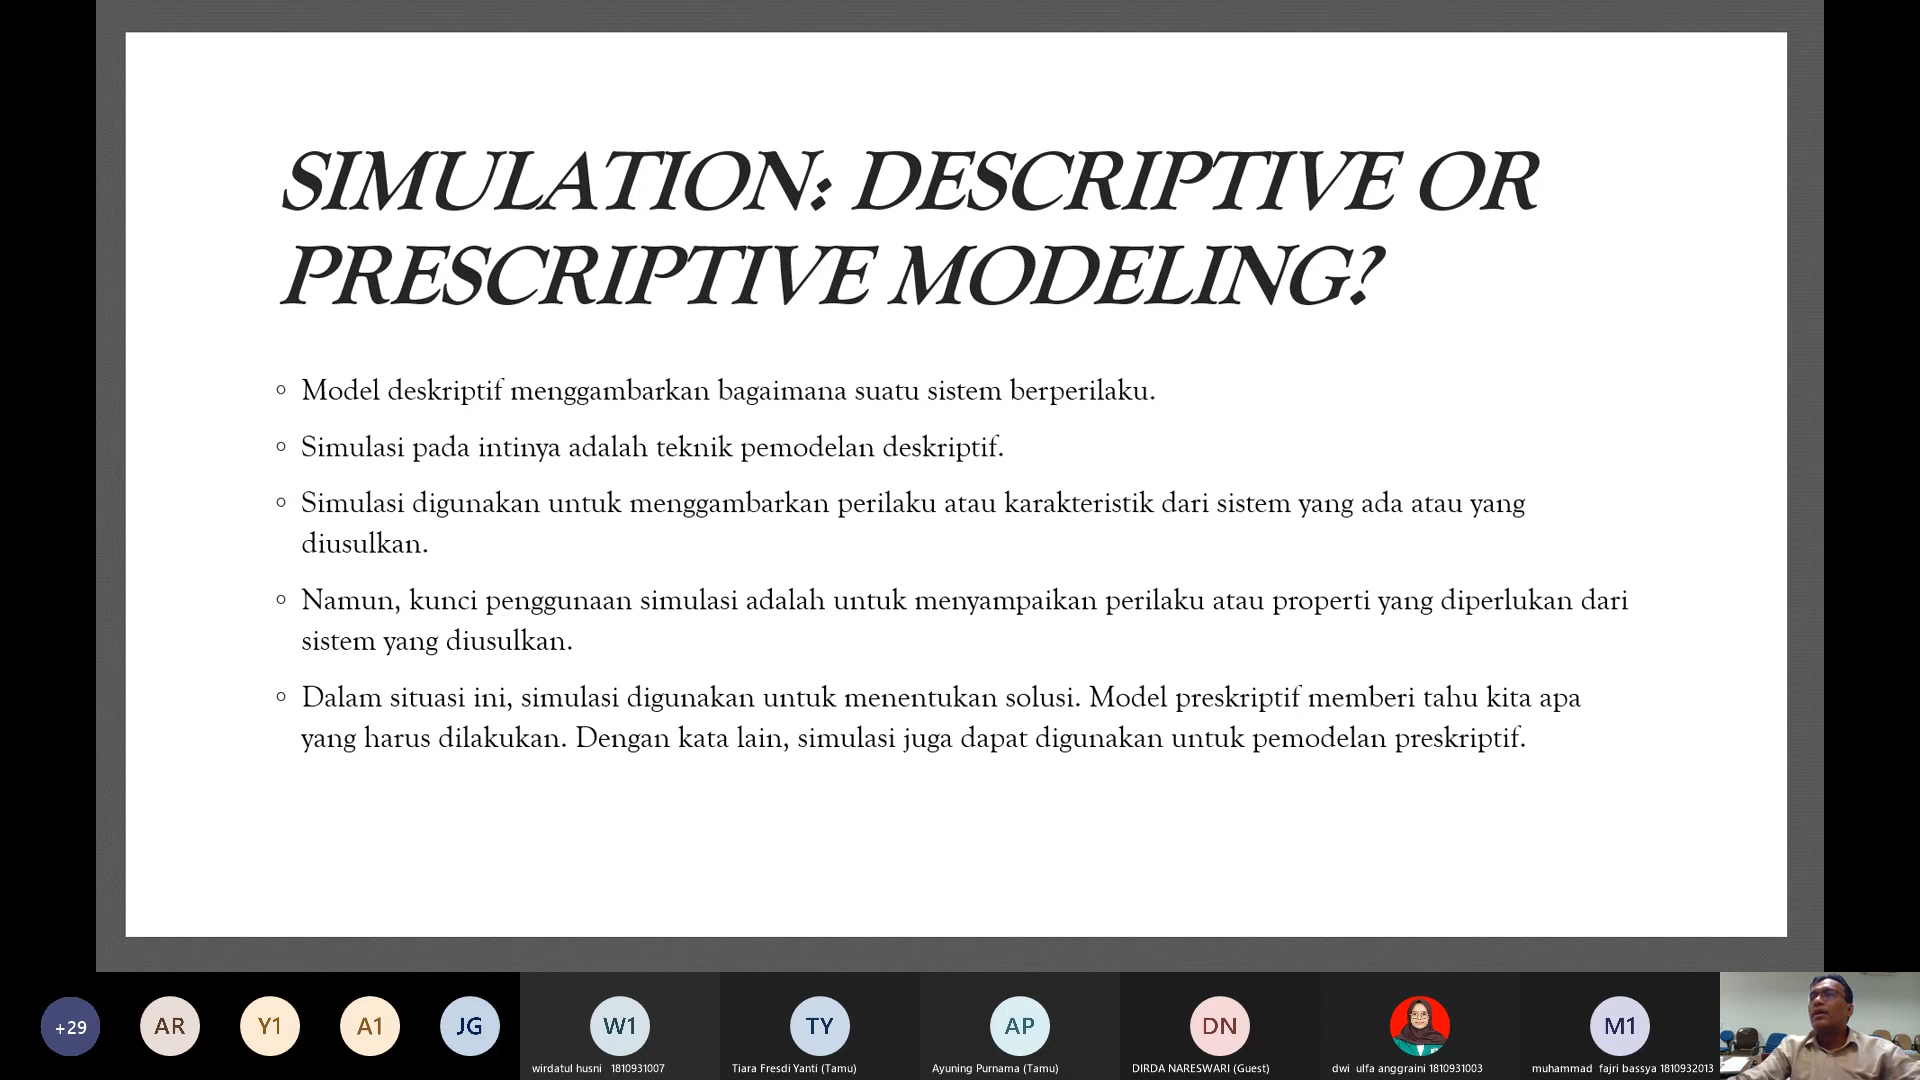 SIMULATION: DESCRIPTIVE OR
PRESCRIPTIVE MODELING?
Model deskriptif menggambarkan bagaimana suatu sistem berperilaku.
Simulasi pada intinya adalah teknik pemodelan deskriptif.
Simulasi digunakan untuk menggambarkan perilaku atau karakteristik dari sistem yang ada atau yang
diusulkan.
Namun, kunci penggunaan simulasi adalah untuk menyampaikan perilaku atau properti yang diperlukan dari
sistem yang diusulkan.
Dalam situasi ini, simulasi digunakan untuk menentukan solusi. Model preskriptif memberi tahu kita apa
yang harus dilakukan. Dengan kata lain, simulasi juga dapat digunakan untuk pemodelan preskriptif.
+29 AR Y1 A1 JG W1 TY AP DN M1
wirdatul husni 1810931007 Tiara Fresdi Yanti (Tamu) Ayuning Purnama (Tamu) DIRDA NARESWARI (Guest) dwi ulfa anggraini 1810931003 muhammad fajri bassya 1810932013